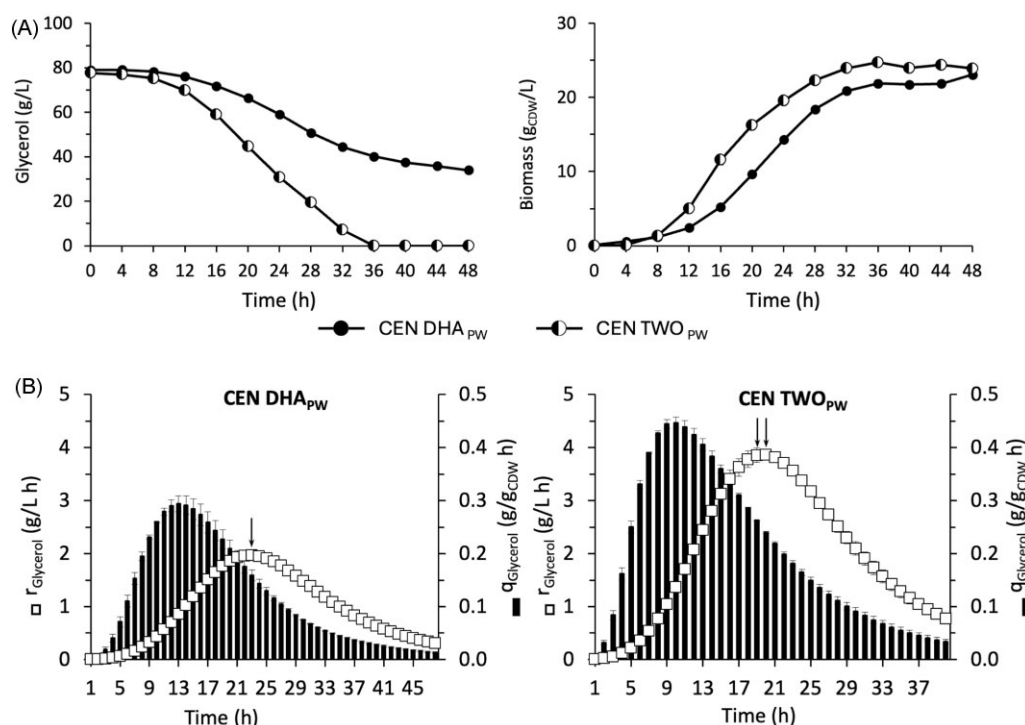 (A)
Glycerol (g/L)
100
80
60
40
20
0
0 4 8 12 16 20 24 28 32 36 40 44 48
Time (h)
Biomass (gCDW/L)
30
20
10
0
0 4 8 12 16 20 24 28 32 36 40 44 48
Time (h)
CEN DHA PW
CEN TWO PW
(B)
CEN DHAPW
□ rGlycerol (g/L h)
5
4
3
2
1
0
0.5
0.4
0.3
0.2
0.1
0.0
qGlycerol (g/gCDW h)
1 5 9 13 17 21 25 29 33 37 41 45
Time (h)
CEN TWOPW
□ rGlycerol (g/L h)
5
4
3
2
1
0
0.5
0.4
0.3
0.2
0.1
0.0
qGlycerol (g/gCDW h)
1 5 9 13 17 21 25 29 33 37
Time (h)